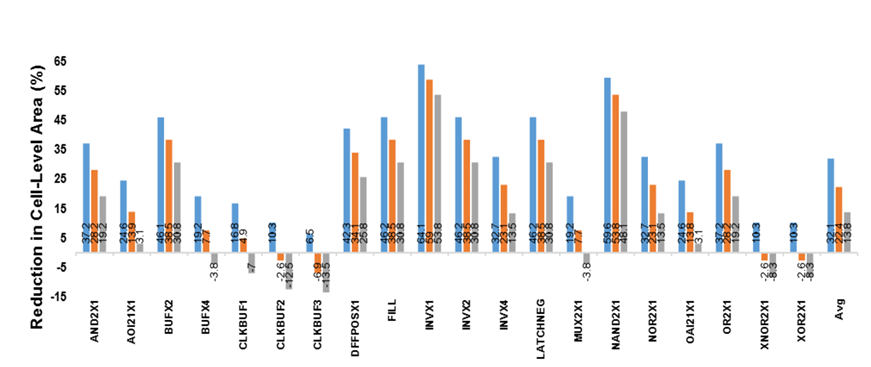 Reduction in Cell-Level Area (%)
65
55
45
35
25
15
5
-5
-15
37.2 28.2 19.2
24.6 13.9 3.1
46.1 38.5 30.8
19.2 7.7 -3.8
16.8 4.9 -7
10.3 -2.6 -12.5
6.5 -6.9 -13.5
42.3 34.1 25.8
46.2 38.5 30.8
64.1 59 53.8
46.2 38.5 30.8
32.7 23.1 13.5
46.2 38.5 30.8
19.2 7.7 -3.8
59.6 53.8 48.1
32.7 23.1 13.5
24.6 13.8 3.1
37.2 28.2 19.2
10.3 -2.6 -8.3
10.3 -2.6 -8.3
32.1 22.4 13.8
AND2X1
AOI21X1
BUFX2
BUFX4
CLKBUF1
CLKBUF2
CLKBUF3
DFFPOSX1
FILL
INVX1
INVX2
INVX4
LATCHNEG
MUX2X1
NAND2X1
NOR2X1
OAI21X1
OR2X1
XNOR2X1
XOR2X1
Avg